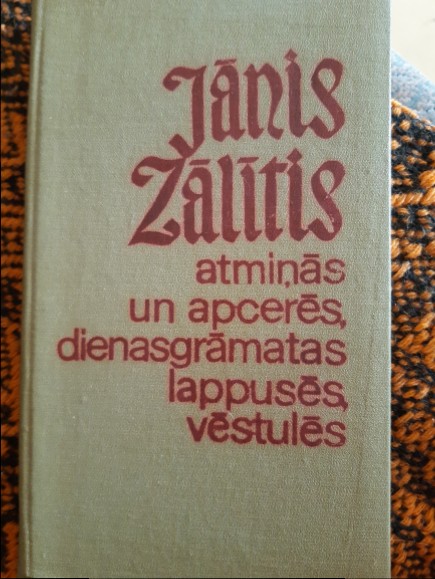 Jānis
Zālītis
atmiņās
un apcerēs,
dienasgrāmatas
lappusēs,
vēstulēs